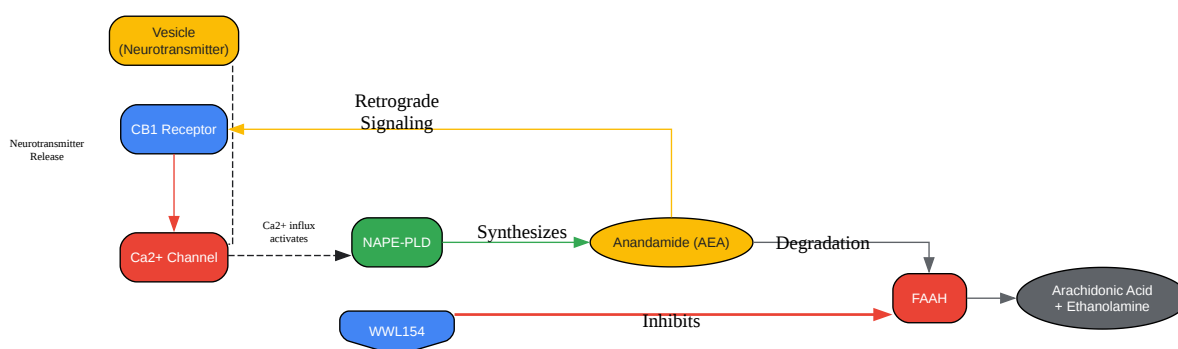 Vesicle
(Neurotransmitter)
Retrograde
Signaling
CB1 Receptor
Neurotransmitter
Release
Ca2+ influx
activates
NAPE-PLD
Synthesizes
Anandamide (AEA)
Degradation
Ca2+ Channel
FAAH
Arachidonic Acid
+ Ethanolamine
WWL154
Inhibits